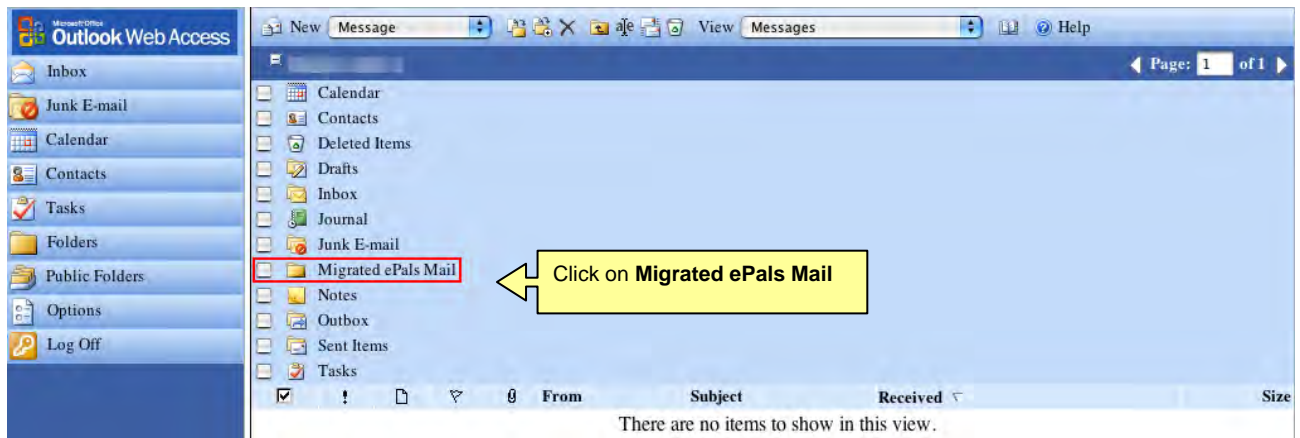 Microsoft Office
Outlook Web Access
New Message View Messages Help
Page: 1 of 1
Inbox
Junk E-mail
Calendar
Contacts
Tasks
Folders
Public Folders
Options
Log Off
Calendar
Contacts
Deleted Items
Drafts
Inbox
Journal
Junk E-mail
Migrated ePals Mail
Click on Migrated ePals Mail
Notes
Outbox
Sent Items
Tasks
! From Subject Received Size
There are no items to show in this view.